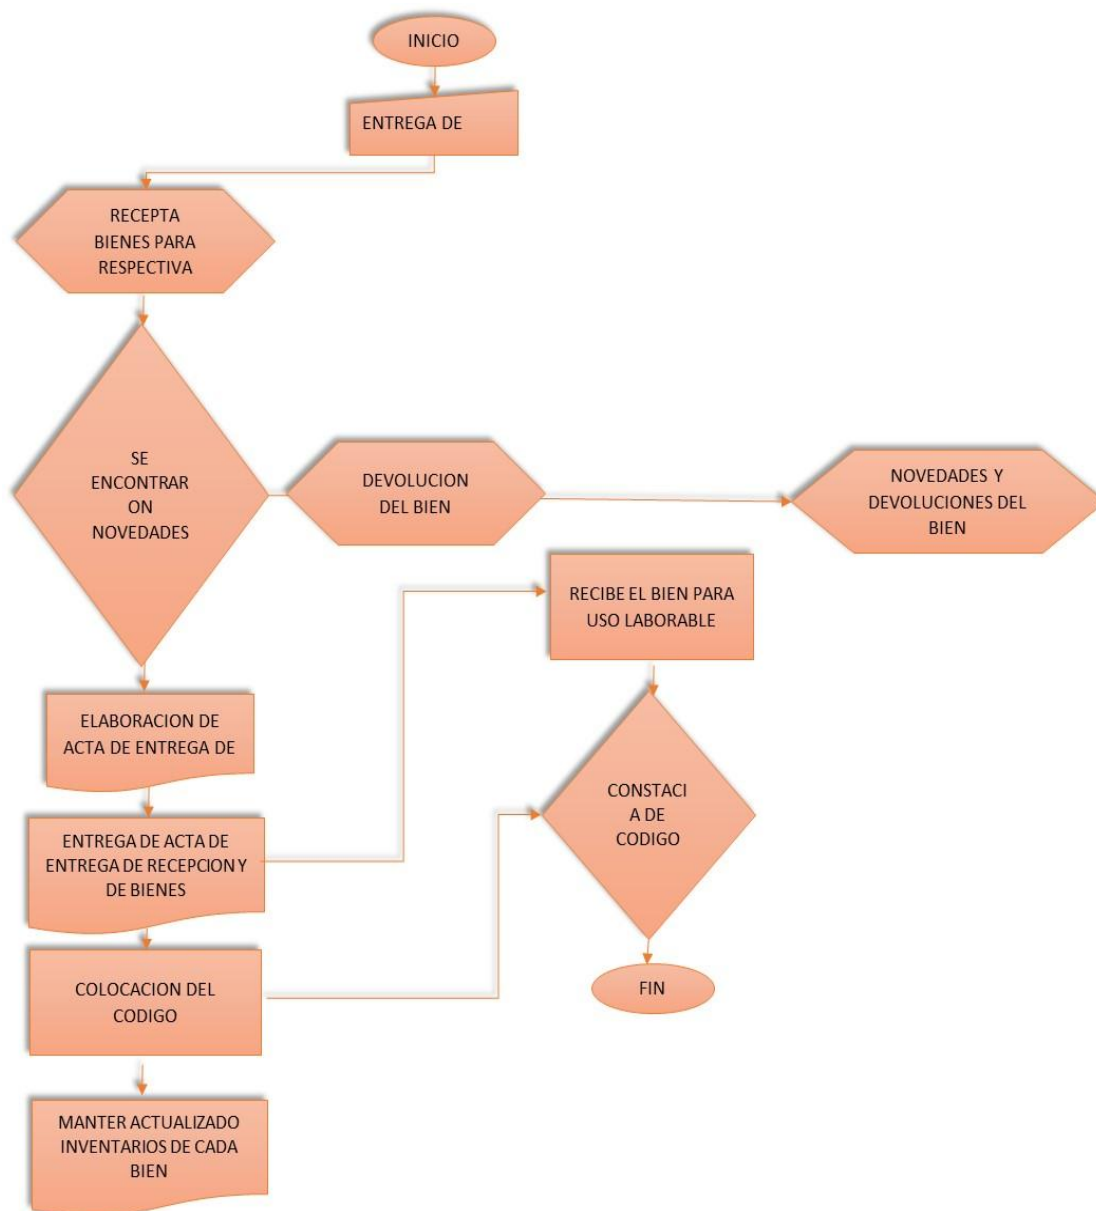 INICIO
ENTREGA DE
RECEPTA
BIENES PARA
RESPECTIVA
SE
ENCONTRAR
ON
NOVEDADES
DEVOLUCION
DEL BIEN
NOVEDADES Y
DEVOLUCIONES DEL
BIEN
RECIBE EL BIEN PARA
USO LABORABLE
ELABORACION DE
ACTA DE ENTREGA DE
CONSTACI
A DE
CODIGO
ENTREGA DE ACTA DE
ENTREGA DE RECEPCION Y
DE BIENES
COLOCACION DEL
CODIGO
FIN
MANTER ACTUALIZADO
INVENTARIOS DE CADA
BIEN